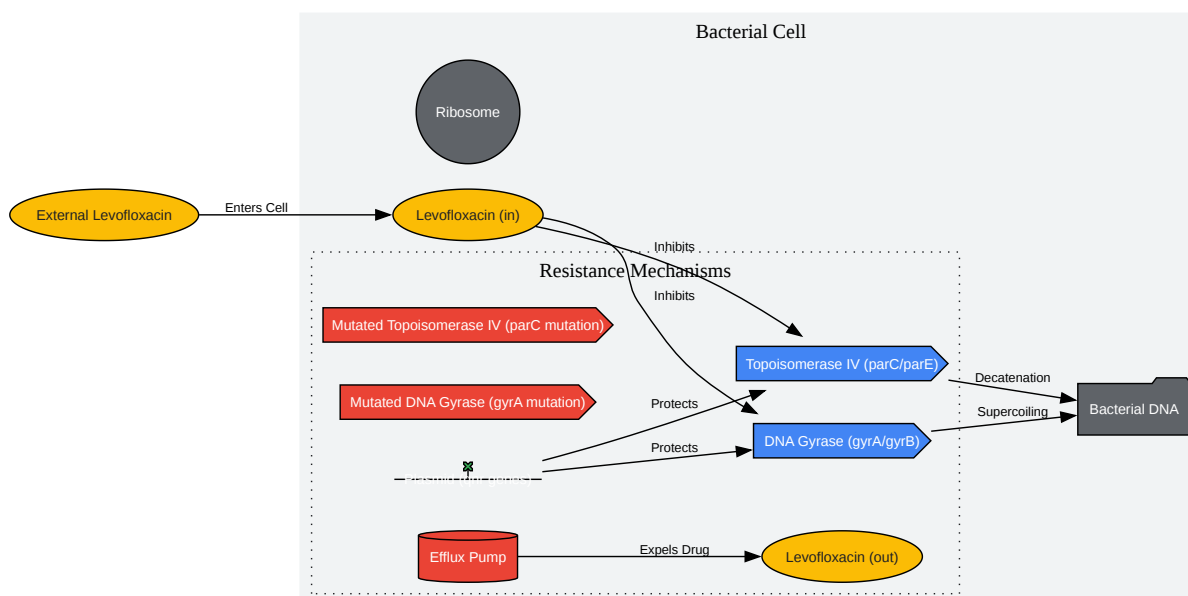 Bacterial Cell
Ribosome
External Levofloxacin
Enters Cell
Levofloxacin (in)
Inhibits
Resistance Mechanisms
Inhibits
Mutated Topoisomerase IV (parC mutation)
Topoisomerase IV (parC/parE)
Decatenation
Mutated DNA Gyrase (gyrA mutation)
Protects
Bacterial DNA
Supercoiling
DNA Gyrase (gyrA/gyrB)
Protects
Efflux Pump
Expels Drug
Levofloxacin (out)